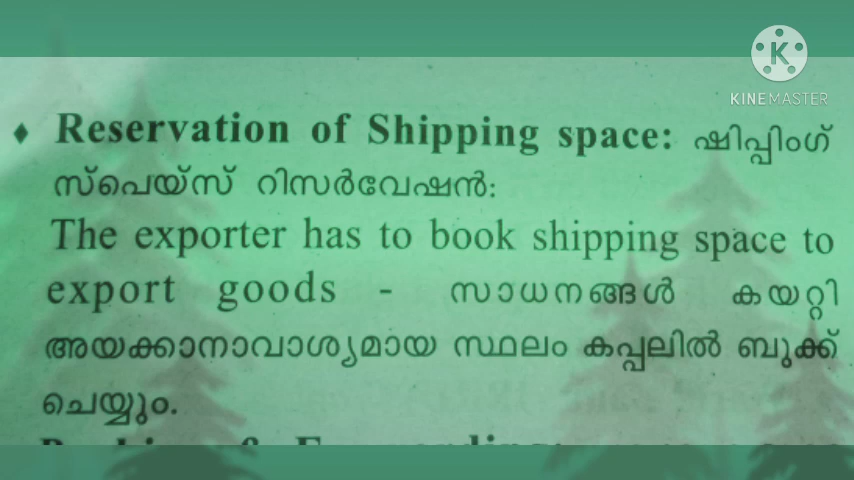 K
KINEMASTER
♦ Reservation of Shipping space: ഷിപ്പിംഗ്
സ്പെയ്സ് റിസർവേഷൻ:
The exporter has to book shipping space to
export goods - സാധനങ്ങൾ കയറ്റി
അയക്കാനാവാശ്യമായ സ്ഥലം കപ്പലിൽ ബുക്ക്
ചെയ്യും.